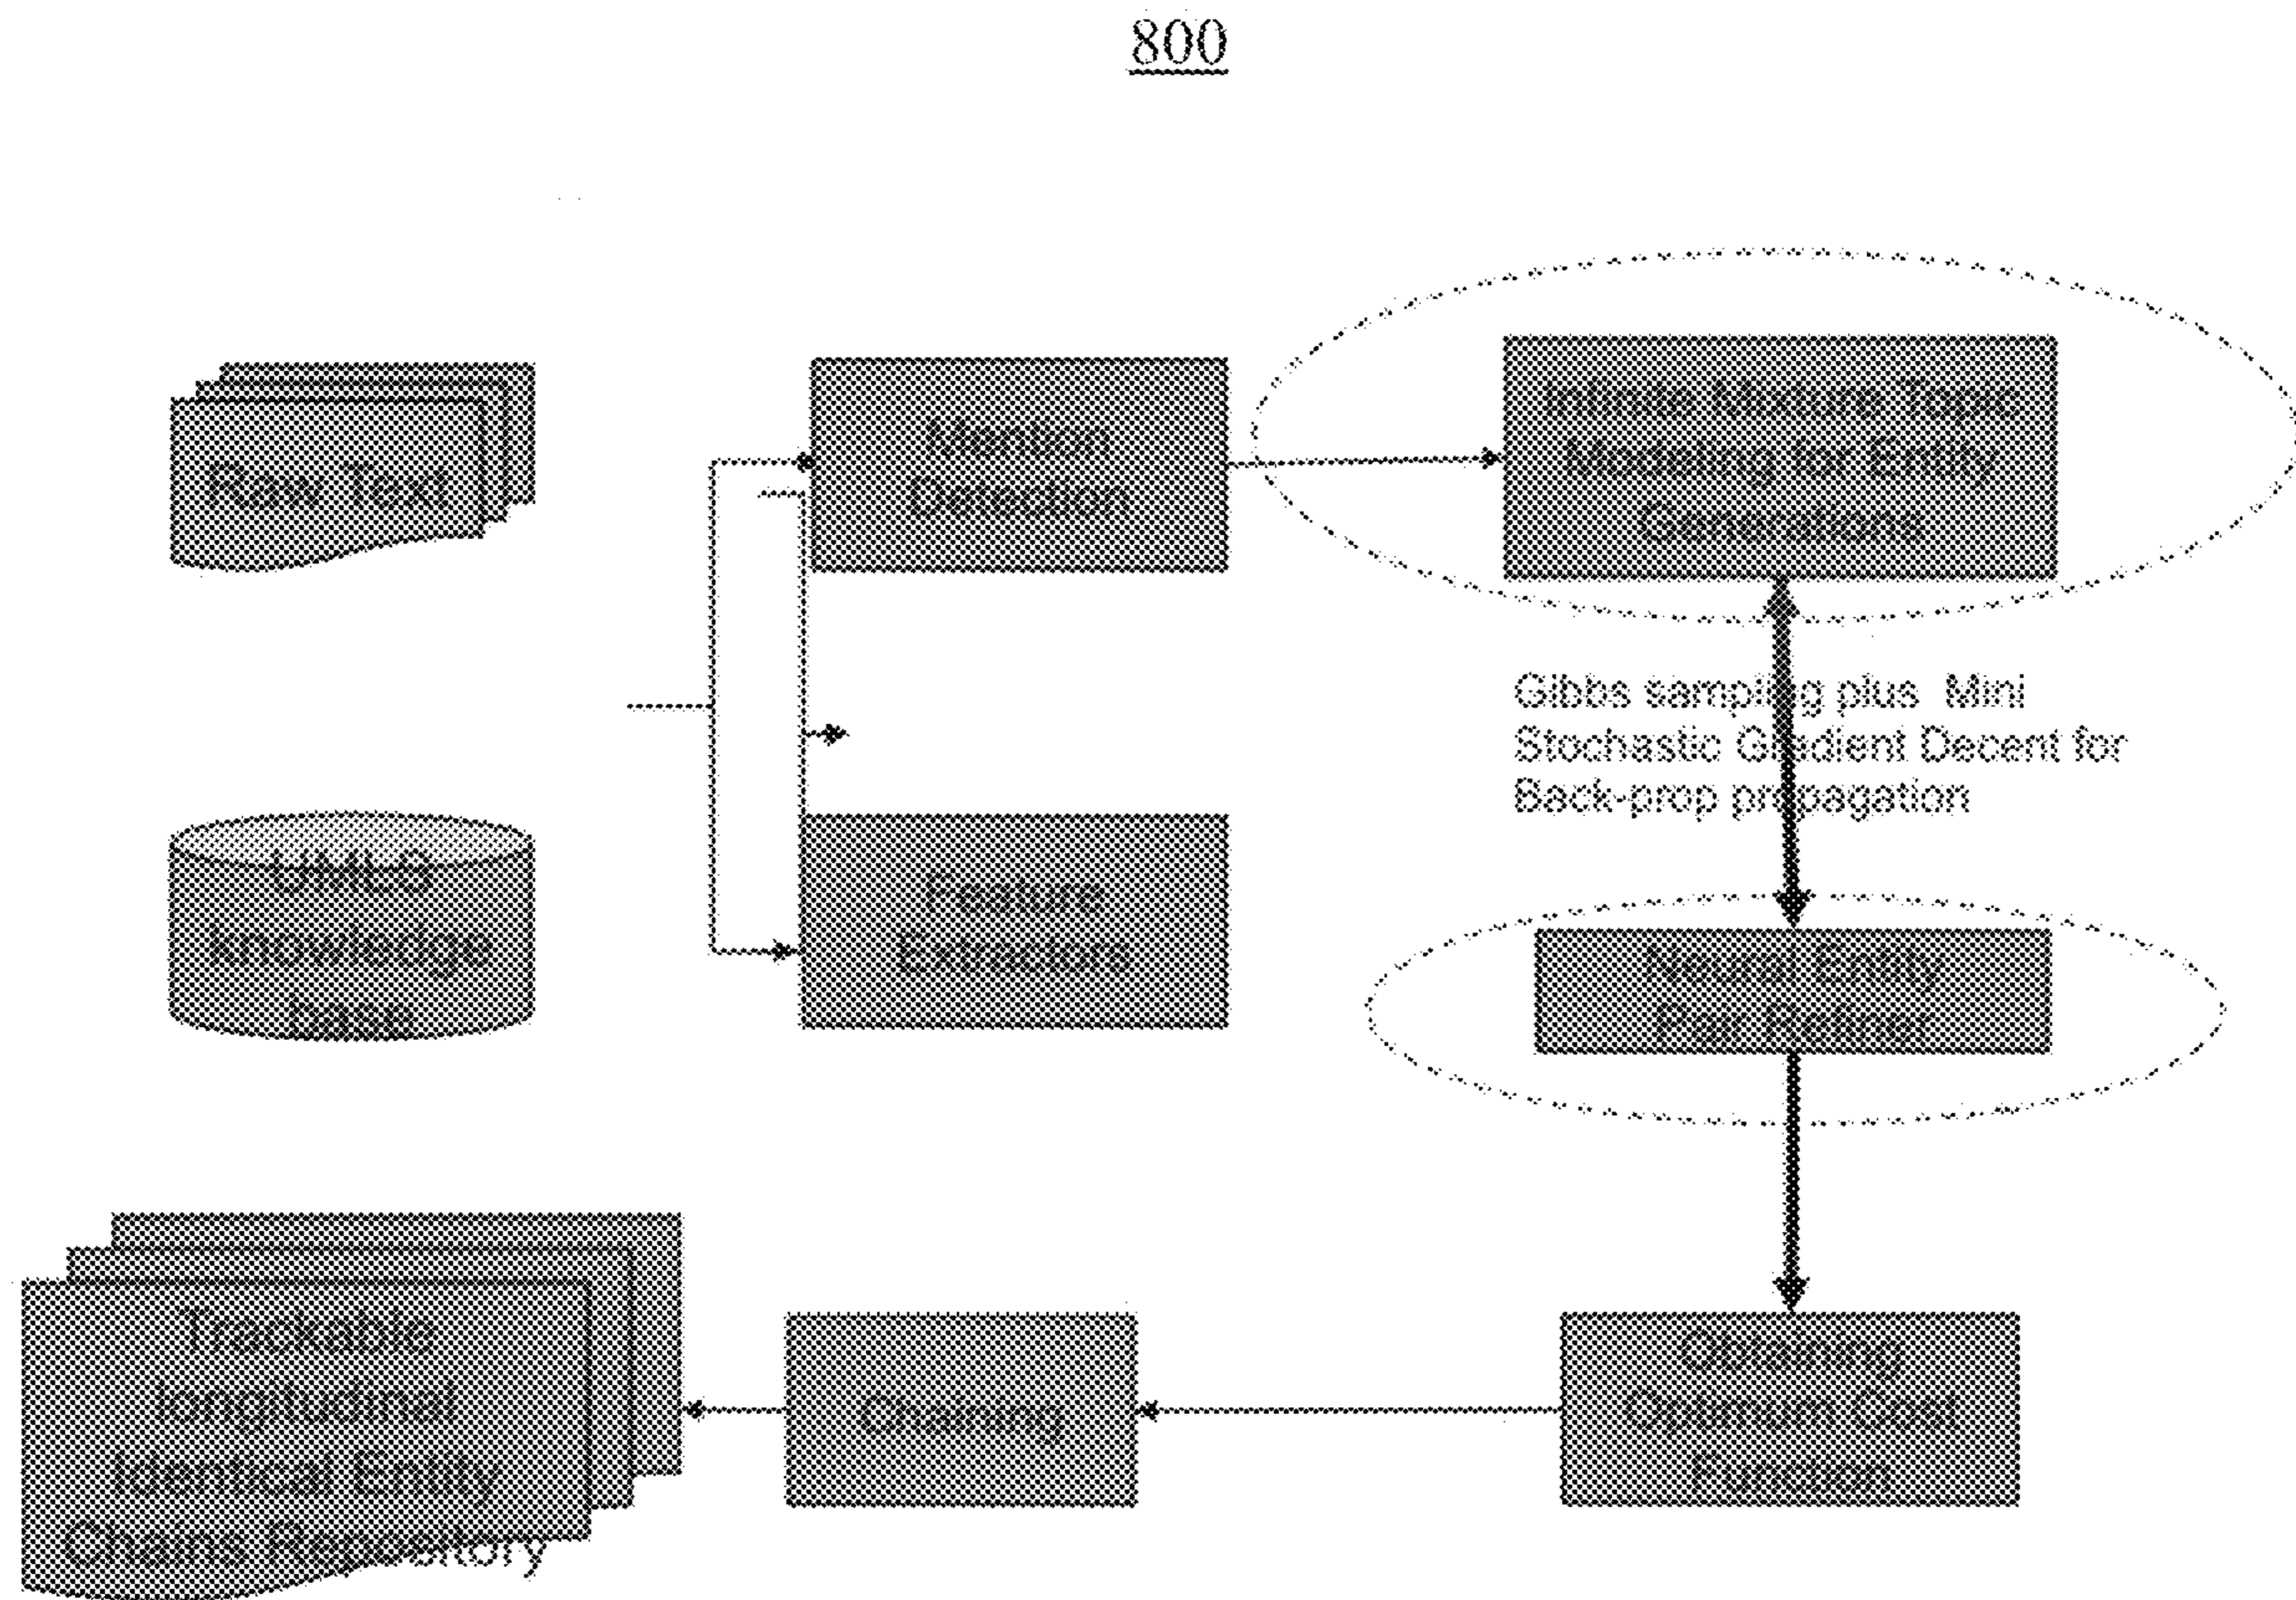 800
Raw Text
Mention
Detection
Infinite Mixture Topic
Modeling for Entity
Generations
Gibbs sampling plus Mini
Stochastic Gradient Decent for
Back-prop propagation
UMLS
knowledge
base
Feature
Extractors
Neural Entity
Pair Refiner
Trackable
longitudinal
Identical Entity
Chains Repository
Chaining
Obtaining
Optimum Cost
Function